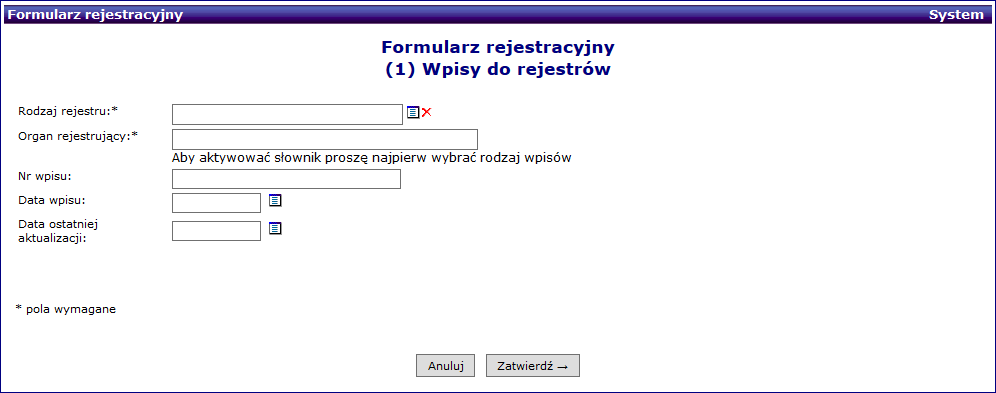 Formularz rejestracyjny System
Formularz rejestracyjny
(1) Wpisy do rejestrów
Rodzaj rejestru:*
Organ rejestrujący:*
Aby aktywować słownik proszę najpierw wybrać rodzaj wpisów
Nr wpisu:
Data wpisu:
Data ostatniej
aktualizacji:
* pola wymagane
Anuluj Zatwierdź →